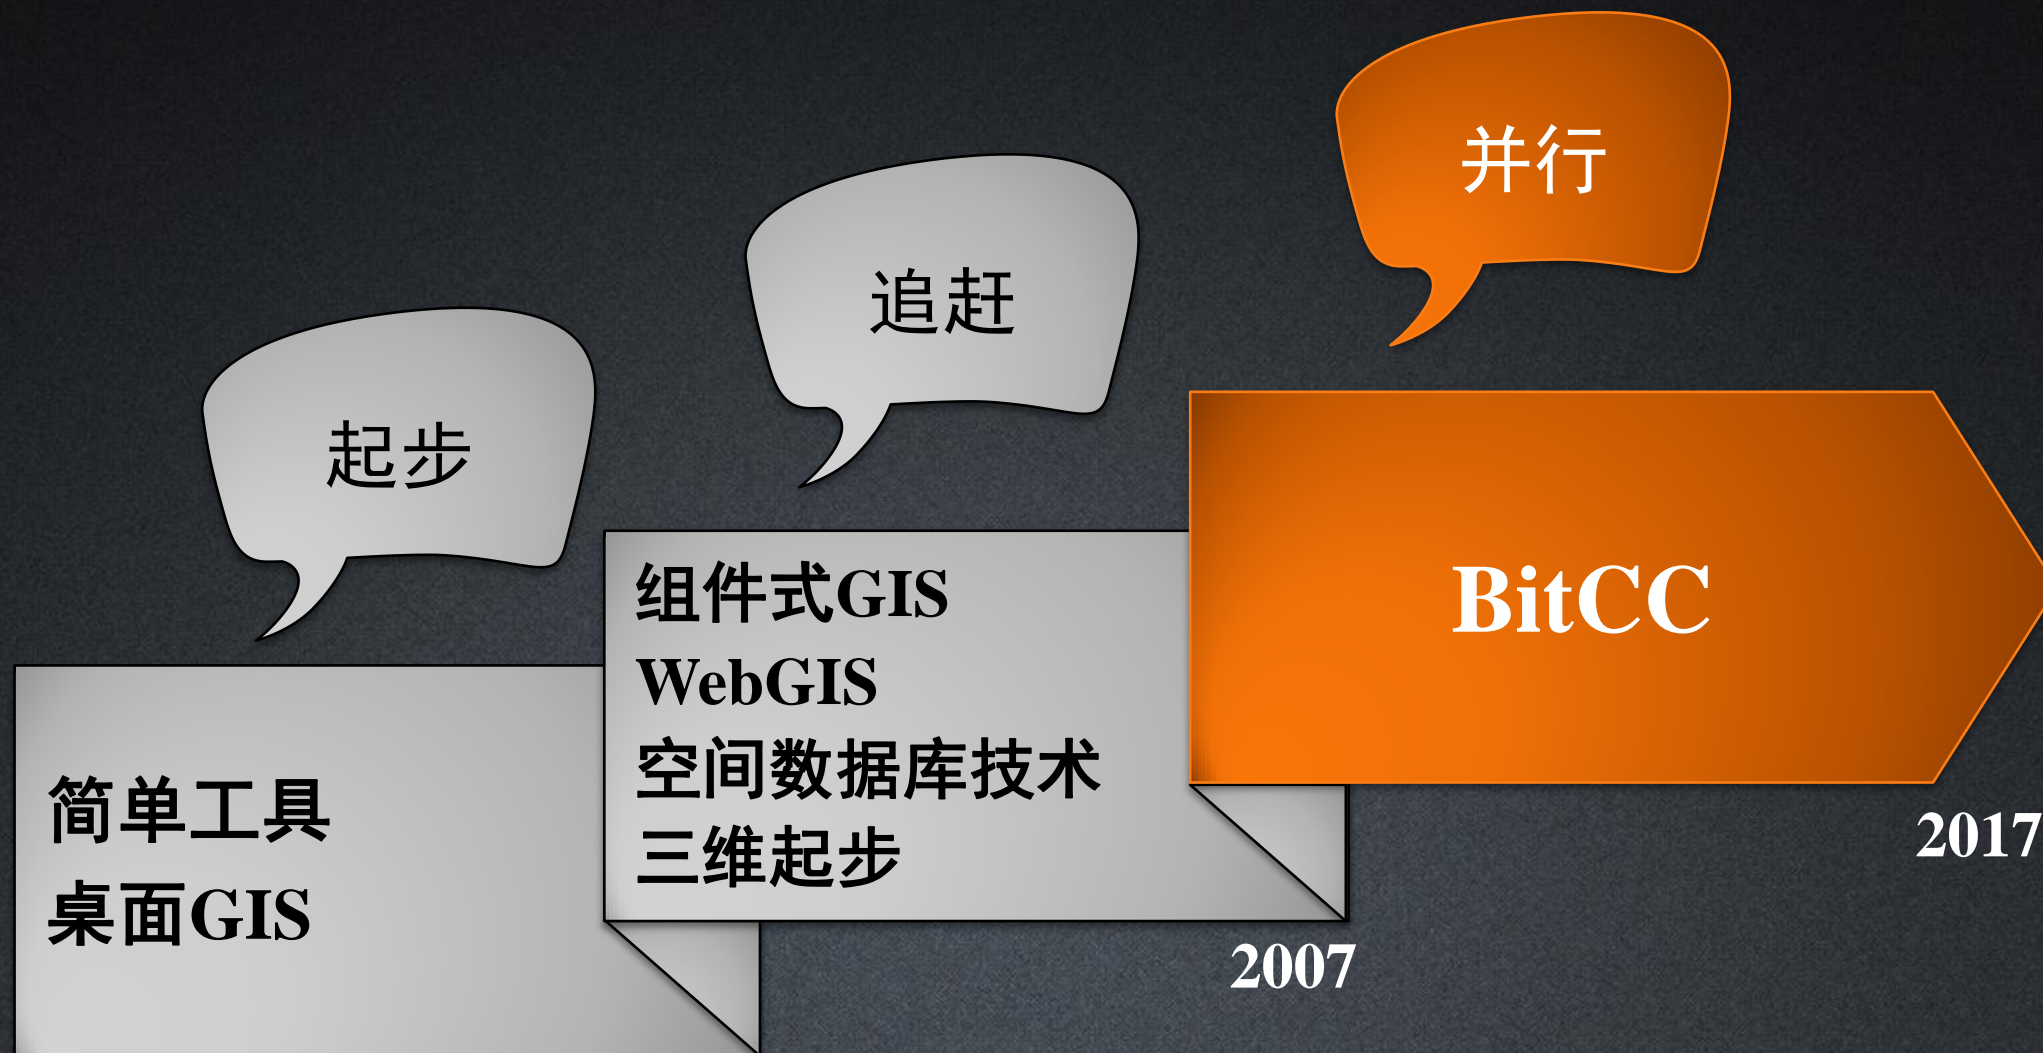 起步
简单工具
桌面GIS
追赶
组件式GIS
WebGIS
空间数据库技术
三维起步
2007
并行
BitCC
2017